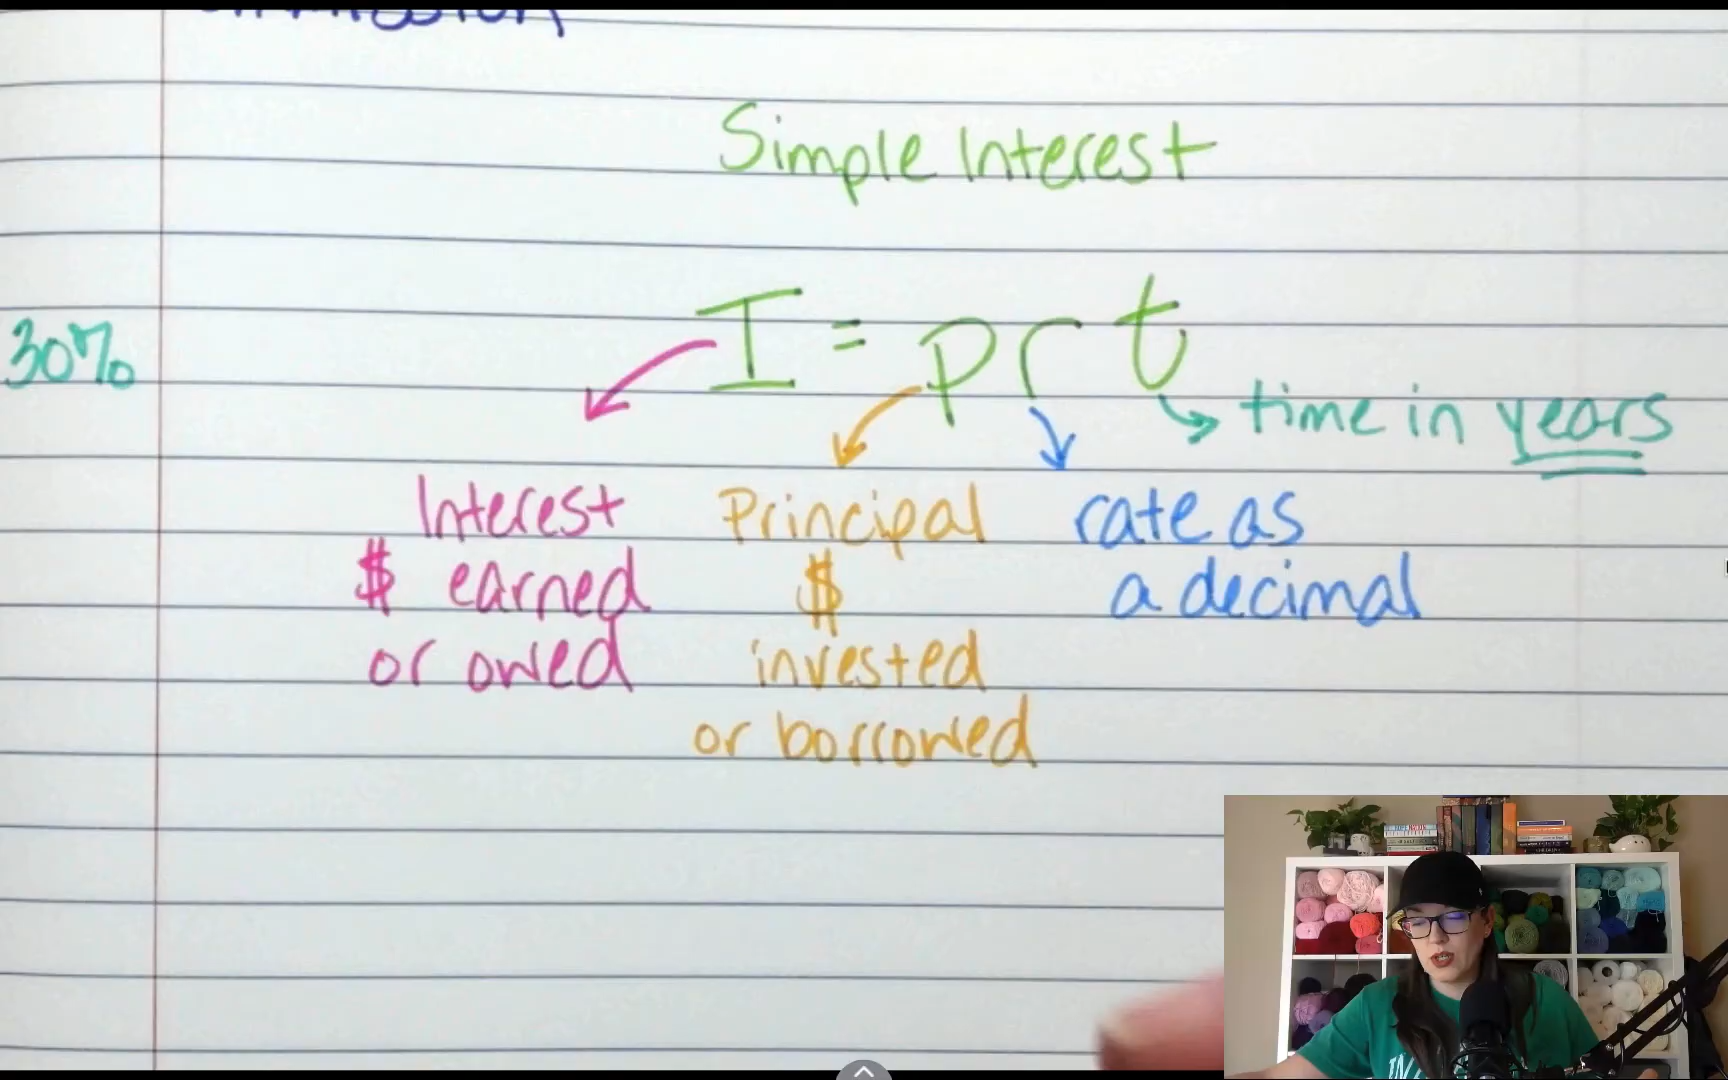 Simple Interest
30%
I = prt
time in years
Interest
$ earned
or owed
Principal
$
invested
or borrowed
rate as
a decimal